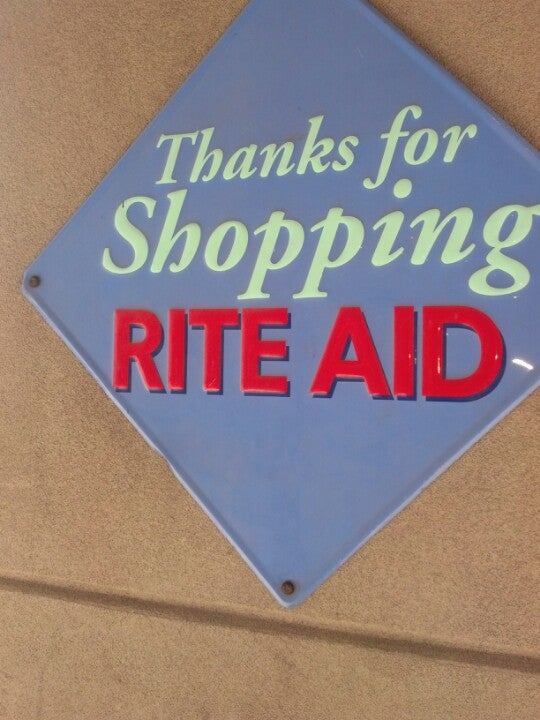 Thanks for
Shopping
RITE AID